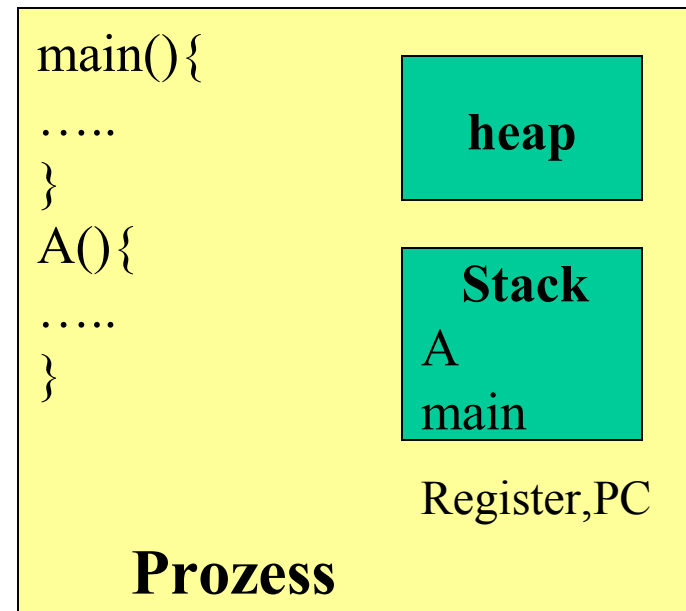 main(){
…..
}
A(){
…..
}
heap
Stack
A
main
Register,PC
Prozess